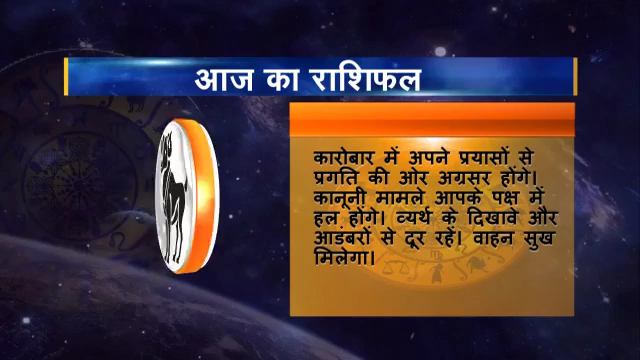 आज का राशिफल
कारोबार में अपने प्रयासों से
प्रगति की ओर अग्रसर होंगे।
कानूनी मामले आपके पक्ष में
हल होंगे। व्यर्थ के दिखावे और
आडंबरों से दूर रहें। वाहन सुख
मिलेगा।